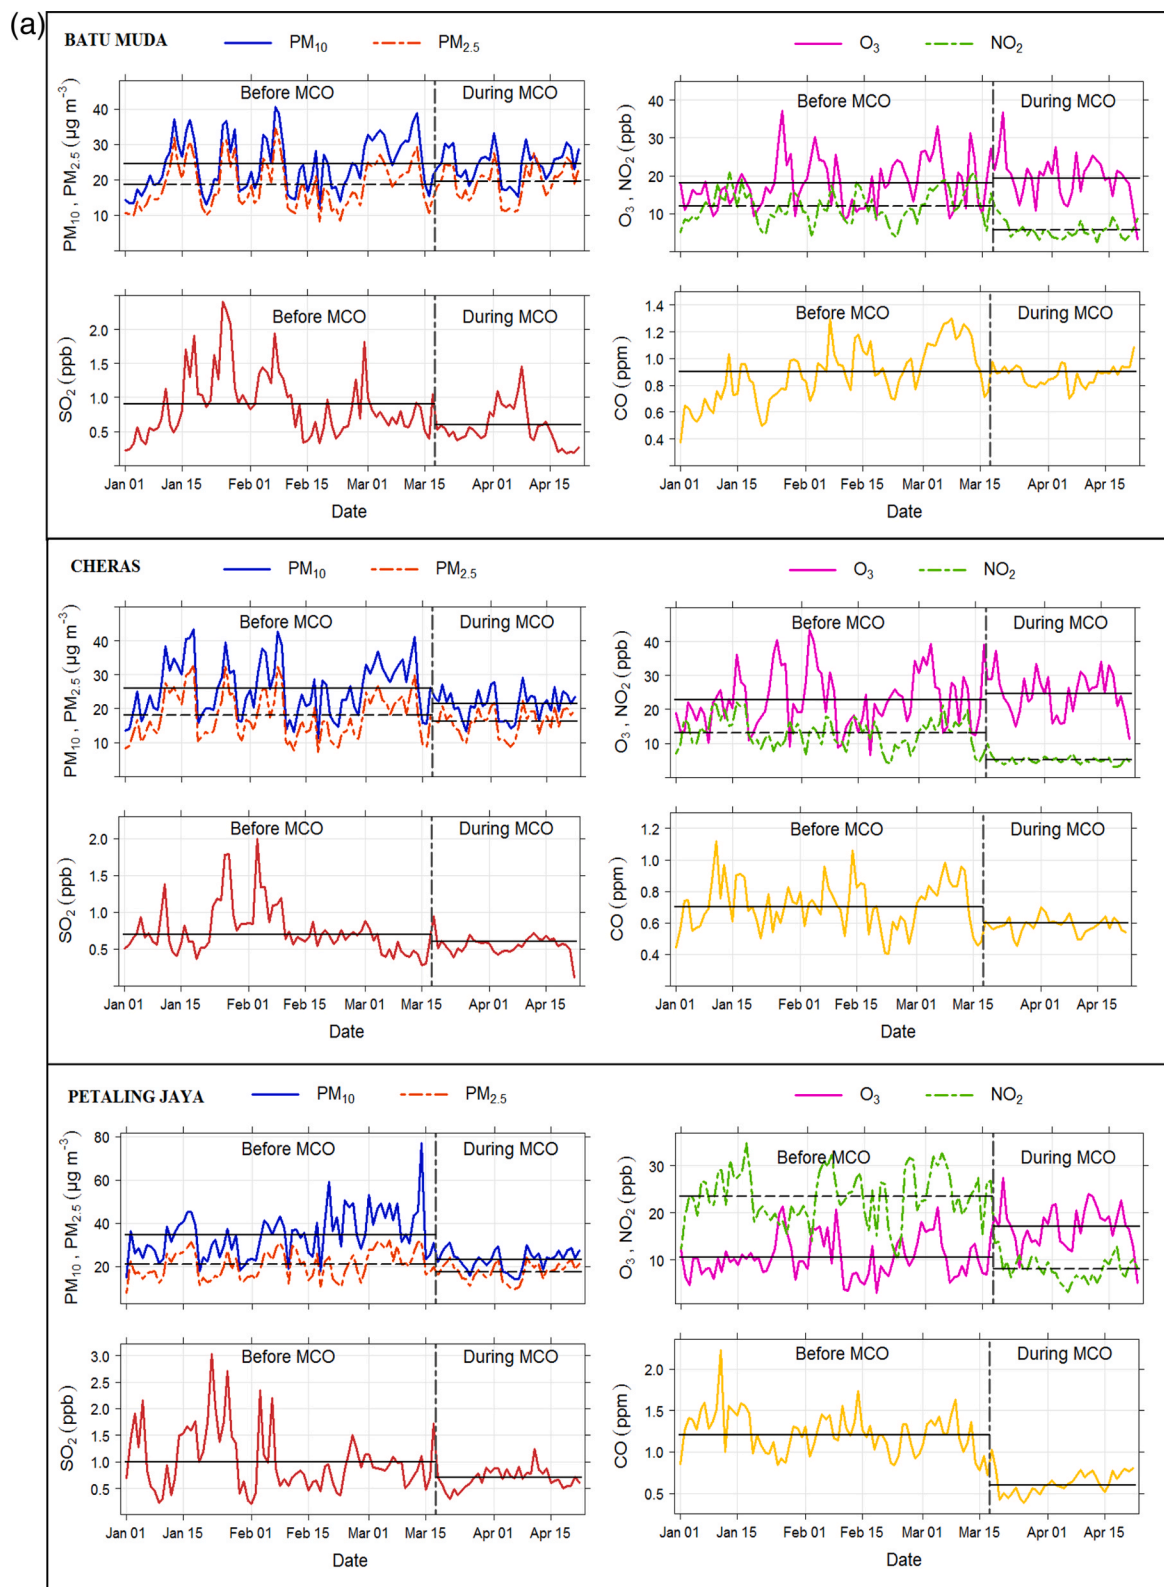 (a)
BATU MUDA
PM10 PM2.5
O3 NO2
PM10 , PM2.5 (µg m−3)
40
30
20
10
Before MCO During MCO
O3 , NO2 (ppb)
40
30
20
10
Before MCO During MCO
SO2 (ppb)
2.0
1.5
1.0
0.5
Before MCO During MCO
Jan 01 Jan 15 Feb 01 Feb 15 Mar 01 Mar 15 Apr 01 Apr 15
Date
CO (ppm)
1.4
1.2
1.0
0.8
0.6
0.4
Before MCO During MCO
Jan 01 Jan 15 Feb 01 Feb 15 Mar 01 Mar 15 Apr 01 Apr 15
Date
CHERAS
PM10 PM2.5
O3 NO2
PM10 , PM2.5 (µg m−3)
40
30
20
10
Before MCO During MCO
O3 , NO2 (ppb)
40
30
20
10
Before MCO During MCO
SO2 (ppb)
2.0
1.5
1.0
0.5
Before MCO During MCO
Jan 01 Jan 15 Feb 01 Feb 15 Mar 01 Mar 15 Apr 01 Apr 15
Date
CO (ppm)
1.2
1.0
0.8
0.6
0.4
Before MCO During MCO
Jan 01 Jan 15 Feb 01 Feb 15 Mar 01 Mar 15 Apr 01 Apr 15
Date
PETALING JAYA
PM10 PM2.5
O3 NO2
PM10 , PM2.5 (µg m−3)
80
60
40
20
Before MCO During MCO
O3 , NO2 (ppb)
30
20
10
Before MCO During MCO
SO2 (ppb)
3.0
2.5
2.0
1.5
1.0
0.5
Before MCO During MCO
Jan 01 Jan 15 Feb 01 Feb 15 Mar 01 Mar 15 Apr 01 Apr 15
Date
CO (ppm)
2.0
1.5
1.0
0.5
Before MCO During MCO
Jan 01 Jan 15 Feb 01 Feb 15 Mar 01 Mar 15 Apr 01 Apr 15
Date